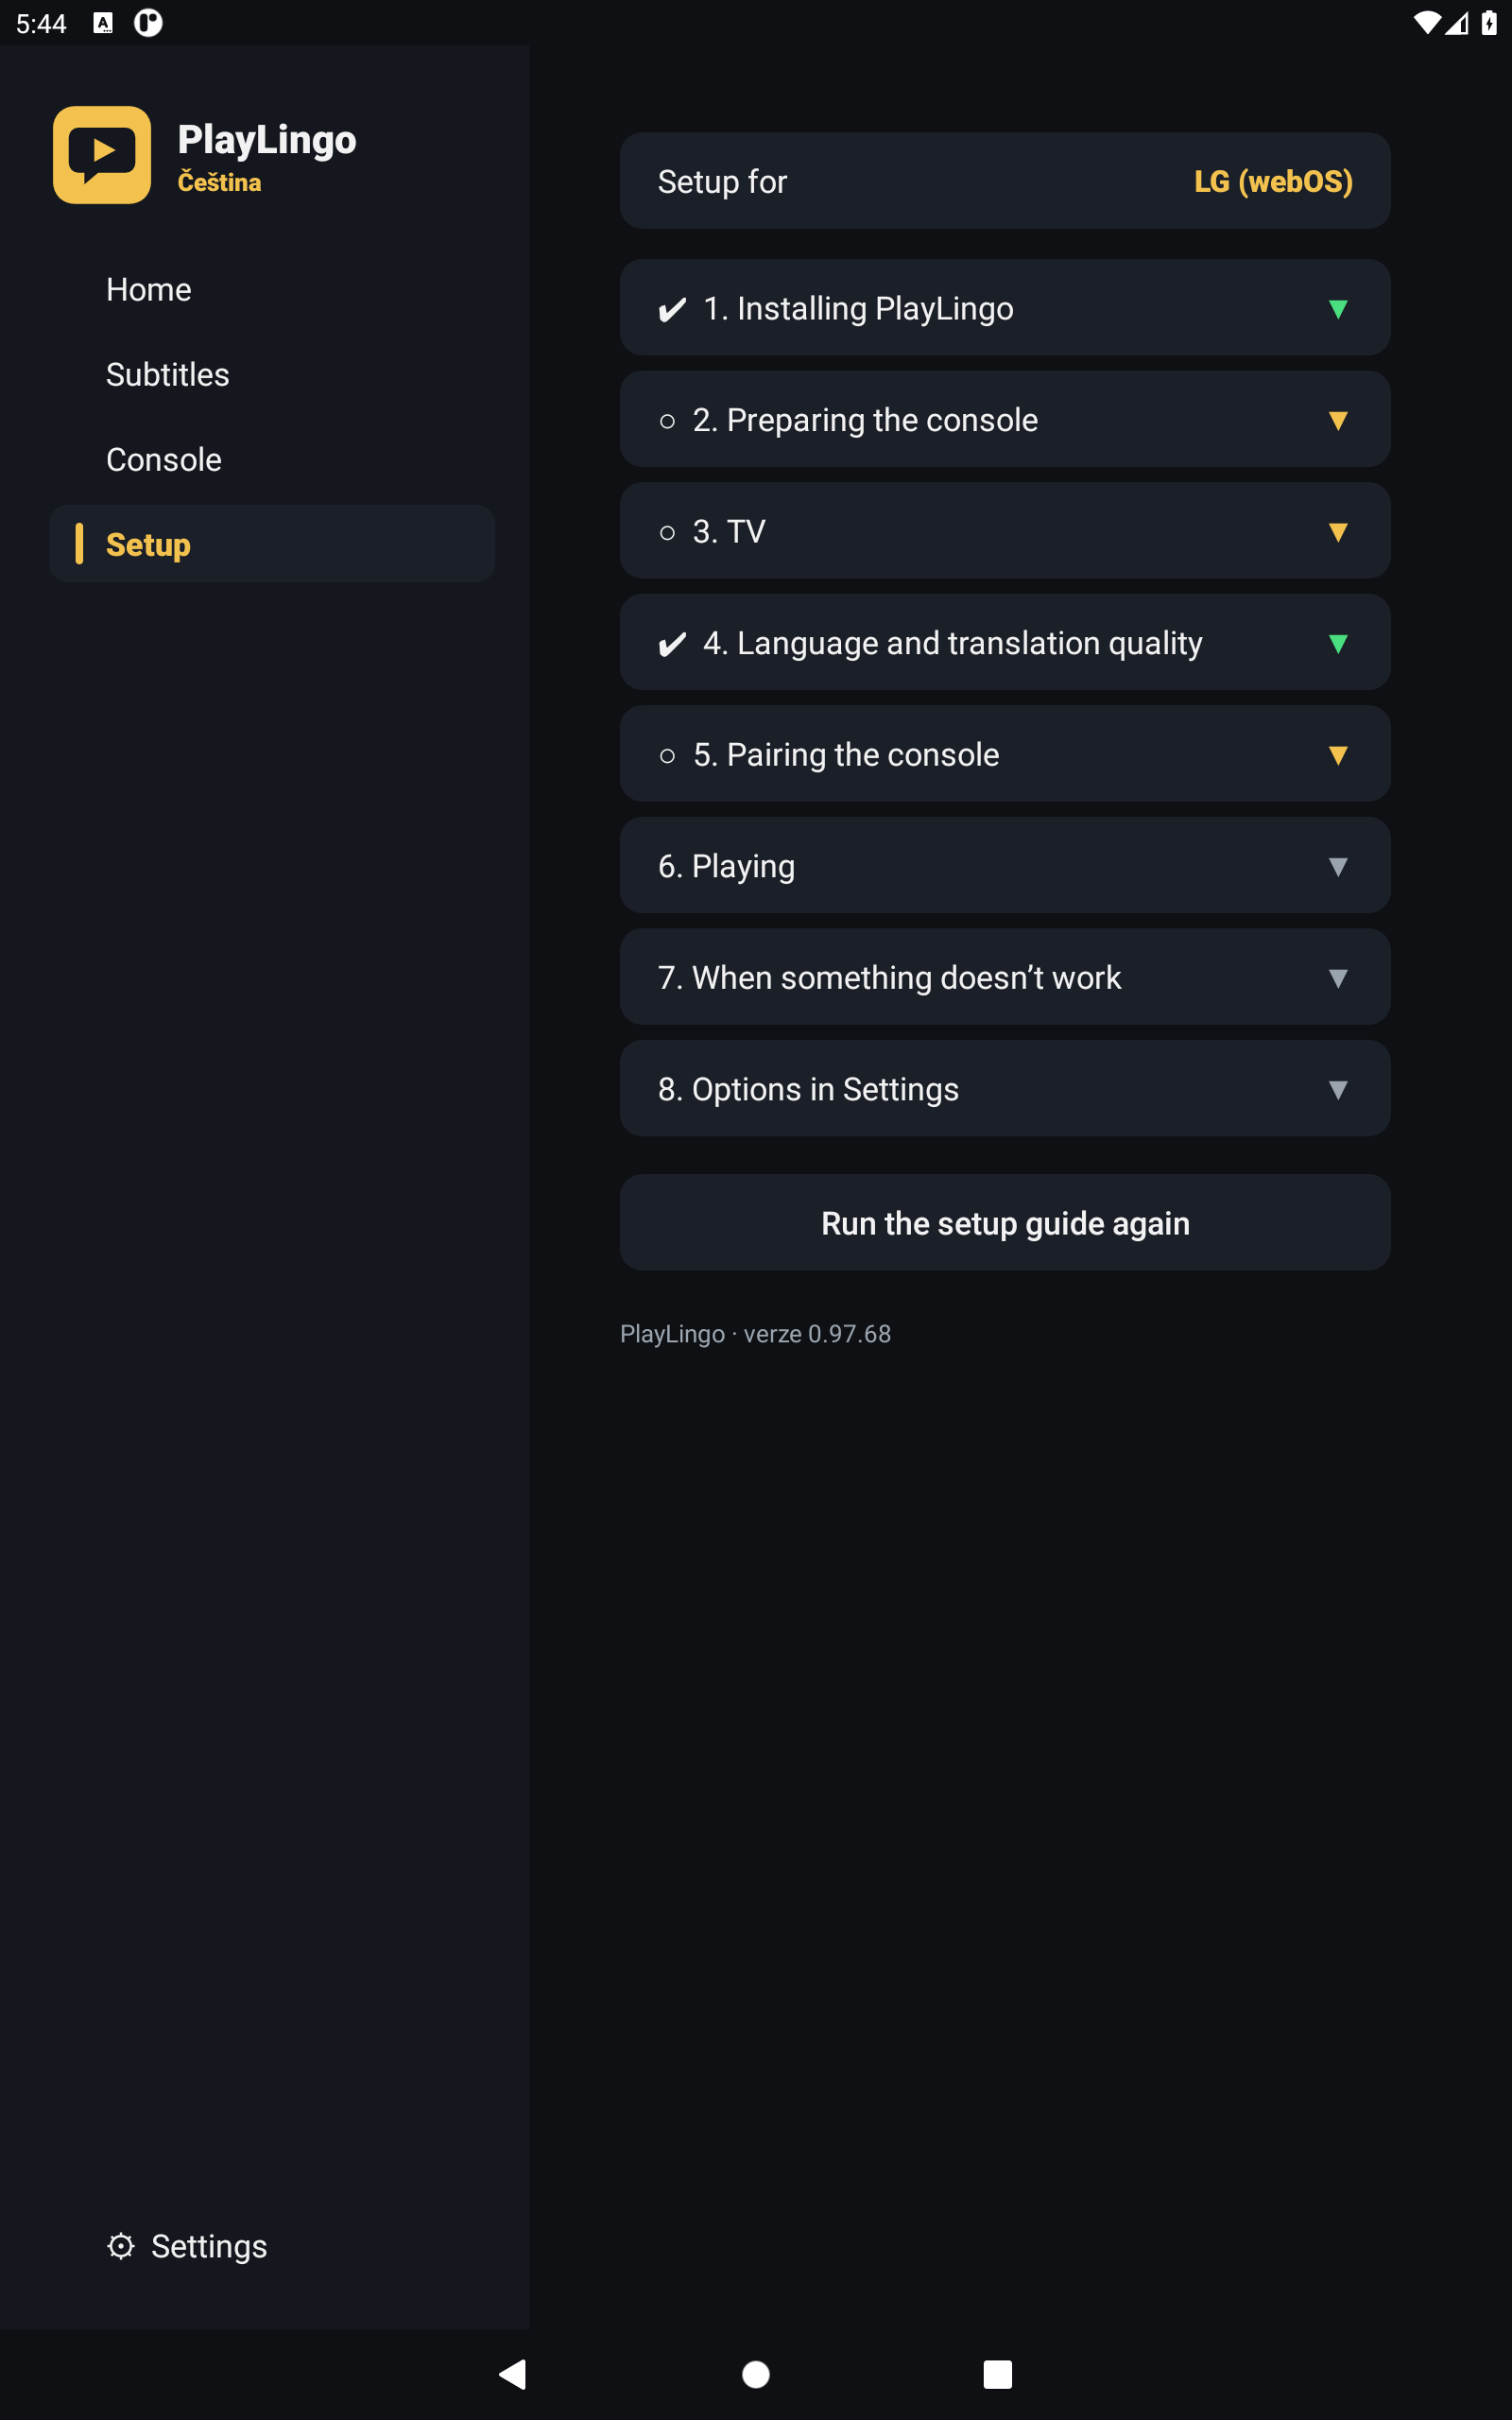 5:44
PlayLingo
Čeština
Home
Subtitles
Console
Setup
Settings
Setup for LG (webOS)
✔ 1. Installing PlayLingo ▼
○ 2. Preparing the console ▼
○ 3. TV ▼
✔ 4. Language and translation quality ▼
○ 5. Pairing the console ▼
6. Playing ▼
7. When something doesn’t work ▼
8. Options in Settings ▼
Run the setup guide again
PlayLingo · verze 0.97.68